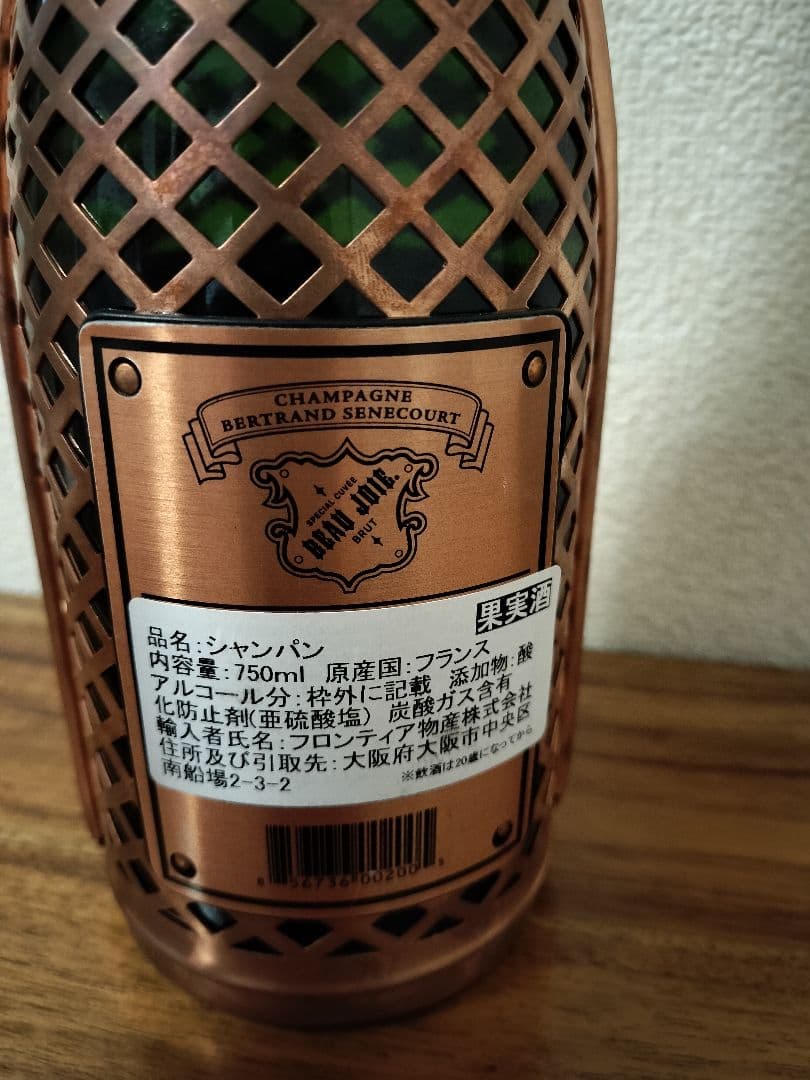 CHAMPAGNE
BERTRAND SENECOURT
SPECIAL CUVÉE
BEAU JOIE.
BRUT
果実酒
品名:シャンパン
内容量:750ml 原産国:フランス
アルコール分:枠外に記載 添加物:酸
化防止剤(亜硫酸塩) 炭酸ガス含有
輸入者氏名:フロンティア物産株式会社
住所及び引取先:大阪府大阪市中央区
南船場2-3-2
※飲酒は20歳になってから
8 56736 00200 3